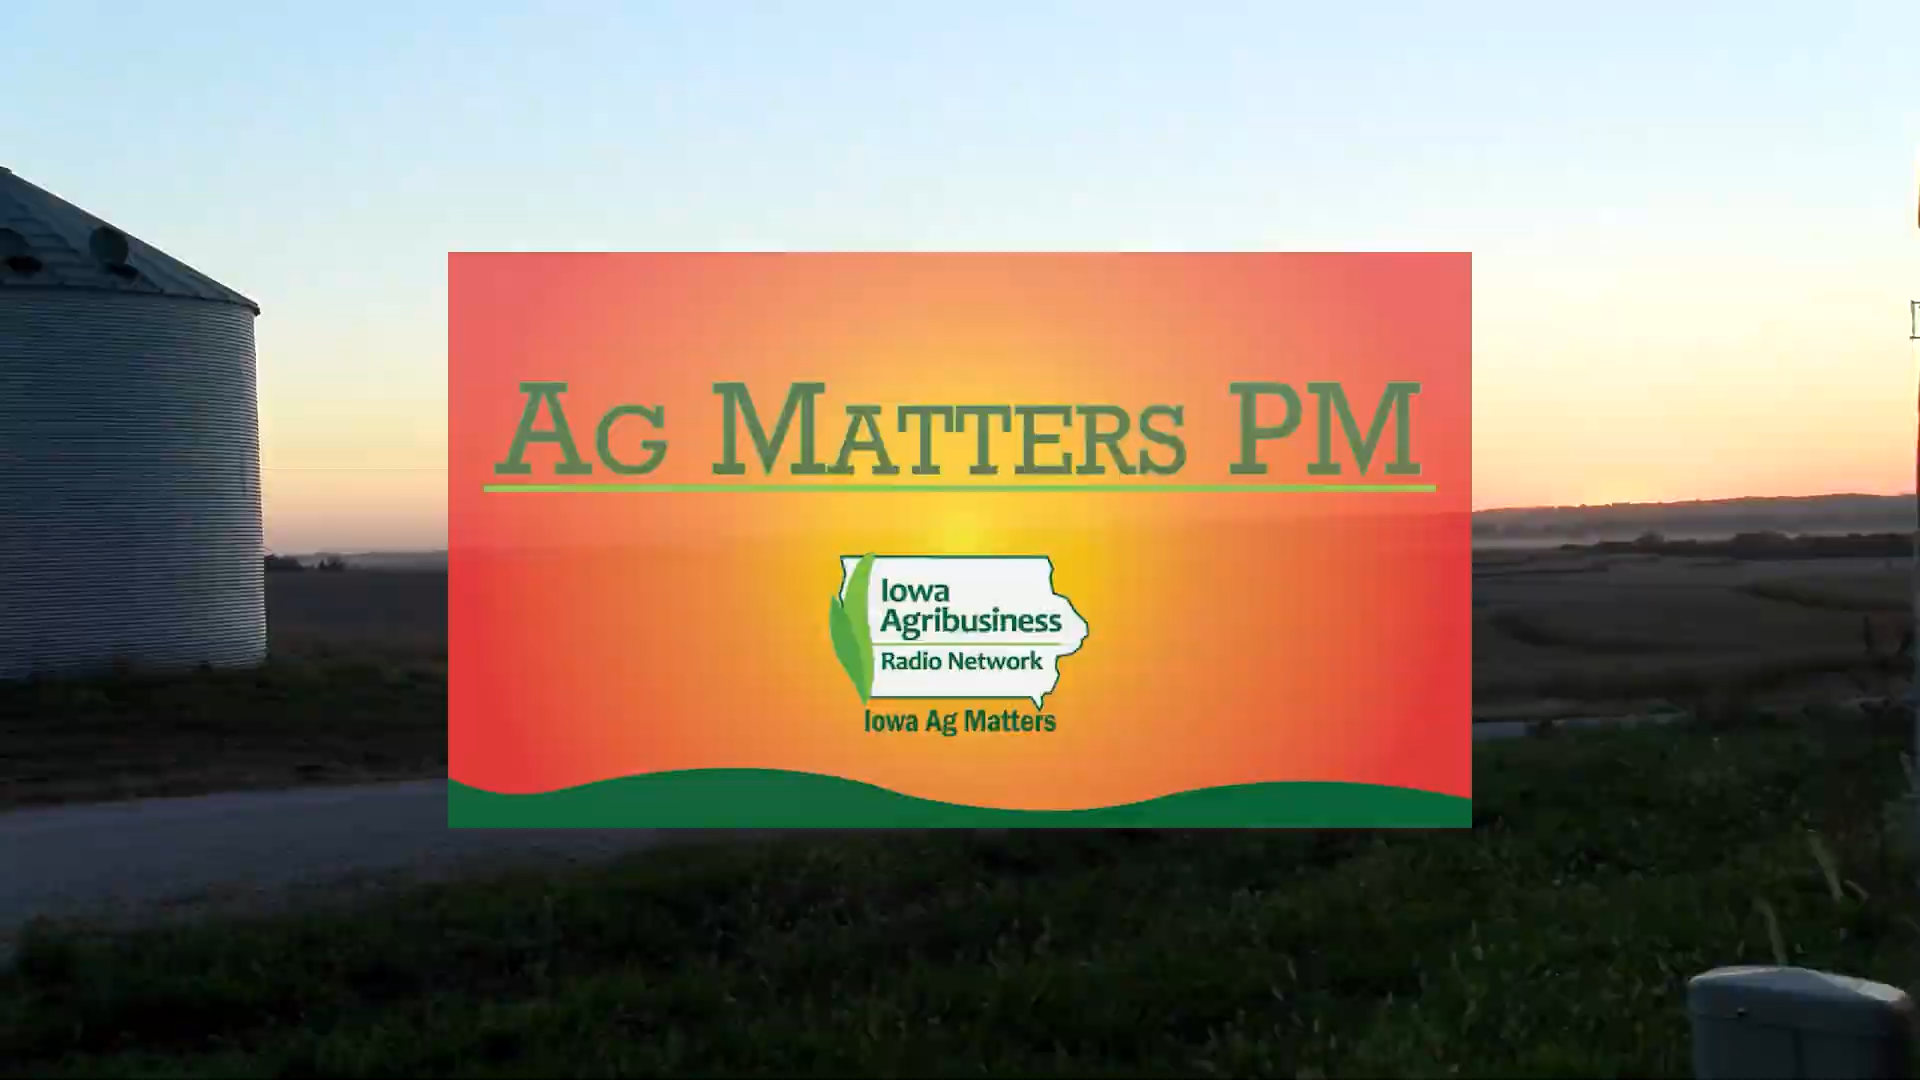 Ag Matters PM
Iowa
Agribusiness
Radio Network
Iowa Ag Matters